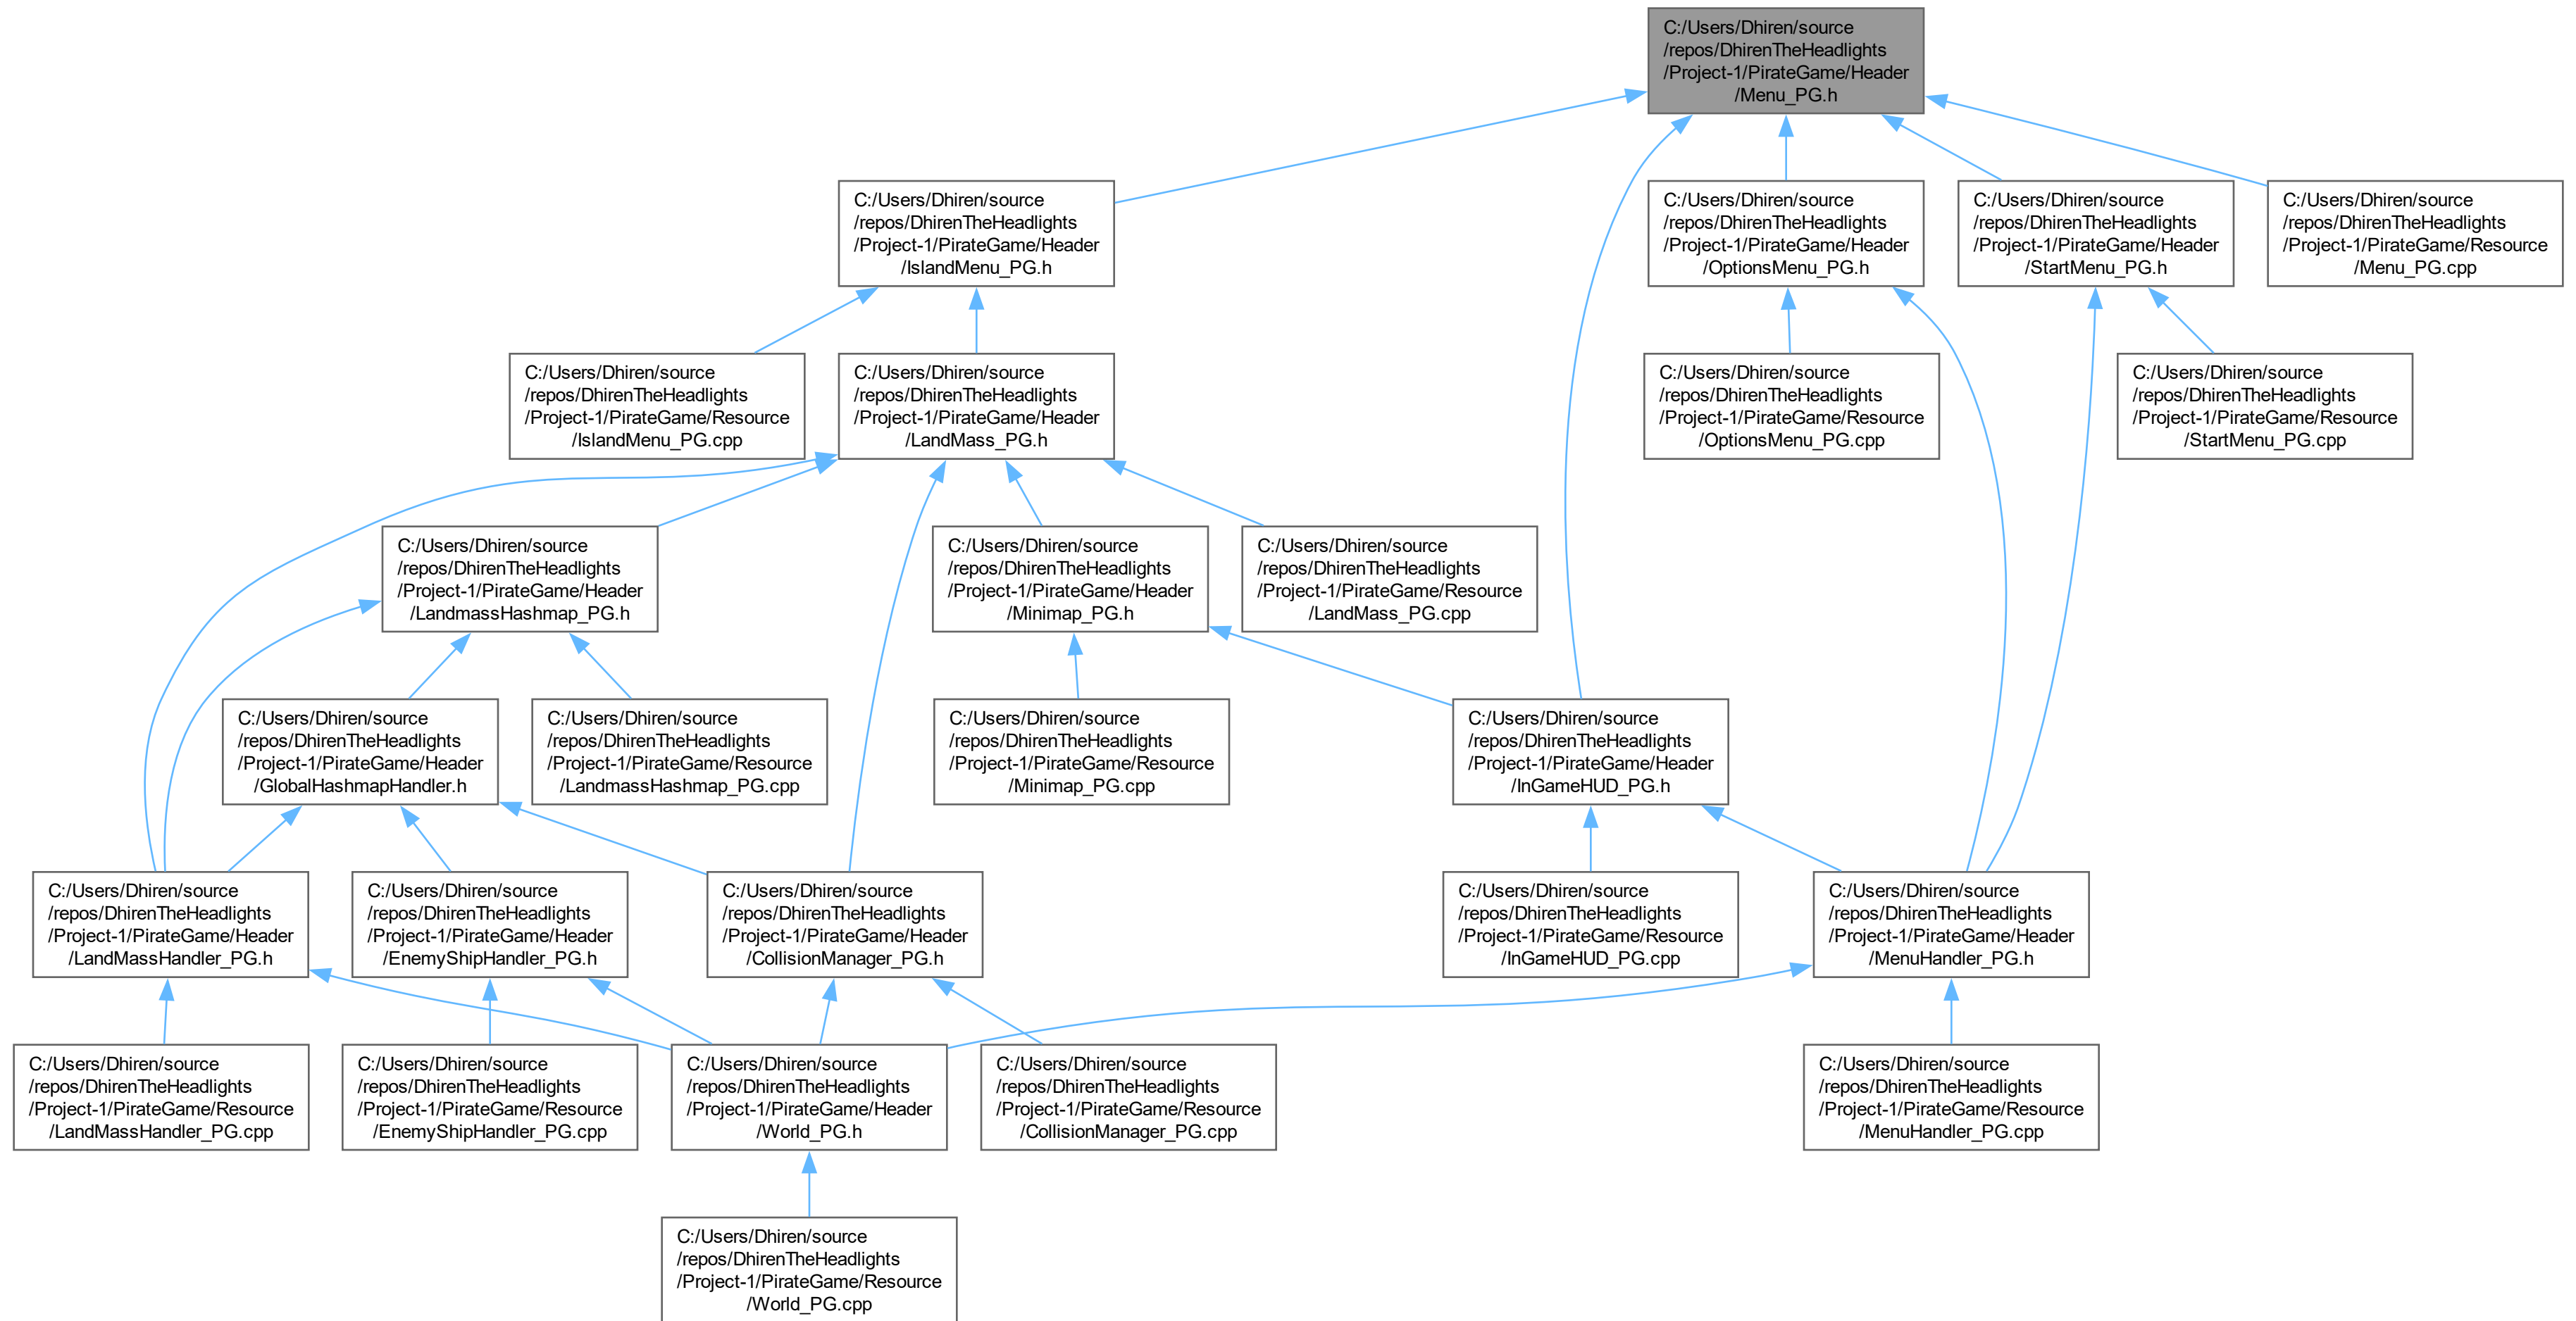 C:/Users/Dhiren/source
/repos/DhirenTheHeadlights
/Project-1/PirateGame/Header
/Menu_PG.h
C:/Users/Dhiren/source
/repos/DhirenTheHeadlights
/Project-1/PirateGame/Header
/IslandMenu_PG.h
C:/Users/Dhiren/source
/repos/DhirenTheHeadlights
/Project-1/PirateGame/Header
/OptionsMenu_PG.h
C:/Users/Dhiren/source
/repos/DhirenTheHeadlights
/Project-1/PirateGame/Header
/StartMenu_PG.h
C:/Users/Dhiren/source
/repos/DhirenTheHeadlights
/Project-1/PirateGame/Resource
/Menu_PG.cpp
C:/Users/Dhiren/source
/repos/DhirenTheHeadlights
/Project-1/PirateGame/Resource
/IslandMenu_PG.cpp
C:/Users/Dhiren/source
/repos/DhirenTheHeadlights
/Project-1/PirateGame/Header
/LandMass_PG.h
C:/Users/Dhiren/source
/repos/DhirenTheHeadlights
/Project-1/PirateGame/Resource
/OptionsMenu_PG.cpp
C:/Users/Dhiren/source
/repos/DhirenTheHeadlights
/Project-1/PirateGame/Resource
/StartMenu_PG.cpp
C:/Users/Dhiren/source
/repos/DhirenTheHeadlights
/Project-1/PirateGame/Header
/LandmassHashmap_PG.h
C:/Users/Dhiren/source
/repos/DhirenTheHeadlights
/Project-1/PirateGame/Header
/Minimap_PG.h
C:/Users/Dhiren/source
/repos/DhirenTheHeadlights
/Project-1/PirateGame/Resource
/LandMass_PG.cpp
C:/Users/Dhiren/source
/repos/DhirenTheHeadlights
/Project-1/PirateGame/Header
/GlobalHashmapHandler.h
C:/Users/Dhiren/source
/repos/DhirenTheHeadlights
/Project-1/PirateGame/Resource
/LandmassHashmap_PG.cpp
C:/Users/Dhiren/source
/repos/DhirenTheHeadlights
/Project-1/PirateGame/Resource
/Minimap_PG.cpp
C:/Users/Dhiren/source
/repos/DhirenTheHeadlights
/Project-1/PirateGame/Header
/InGameHUD_PG.h
C:/Users/Dhiren/source
/repos/DhirenTheHeadlights
/Project-1/PirateGame/Header
/LandMassHandler_PG.h
C:/Users/Dhiren/source
/repos/DhirenTheHeadlights
/Project-1/PirateGame/Header
/EnemyShipHandler_PG.h
C:/Users/Dhiren/source
/repos/DhirenTheHeadlights
/Project-1/PirateGame/Header
/CollisionManager_PG.h
C:/Users/Dhiren/source
/repos/DhirenTheHeadlights
/Project-1/PirateGame/Resource
/InGameHUD_PG.cpp
C:/Users/Dhiren/source
/repos/DhirenTheHeadlights
/Project-1/PirateGame/Header
/MenuHandler_PG.h
C:/Users/Dhiren/source
/repos/DhirenTheHeadlights
/Project-1/PirateGame/Resource
/LandMassHandler_PG.cpp
C:/Users/Dhiren/source
/repos/DhirenTheHeadlights
/Project-1/PirateGame/Resource
/EnemyShipHandler_PG.cpp
C:/Users/Dhiren/source
/repos/DhirenTheHeadlights
/Project-1/PirateGame/Header
/World_PG.h
C:/Users/Dhiren/source
/repos/DhirenTheHeadlights
/Project-1/PirateGame/Resource
/CollisionManager_PG.cpp
C:/Users/Dhiren/source
/repos/DhirenTheHeadlights
/Project-1/PirateGame/Resource
/MenuHandler_PG.cpp
C:/Users/Dhiren/source
/repos/DhirenTheHeadlights
/Project-1/PirateGame/Resource
/World_PG.cpp